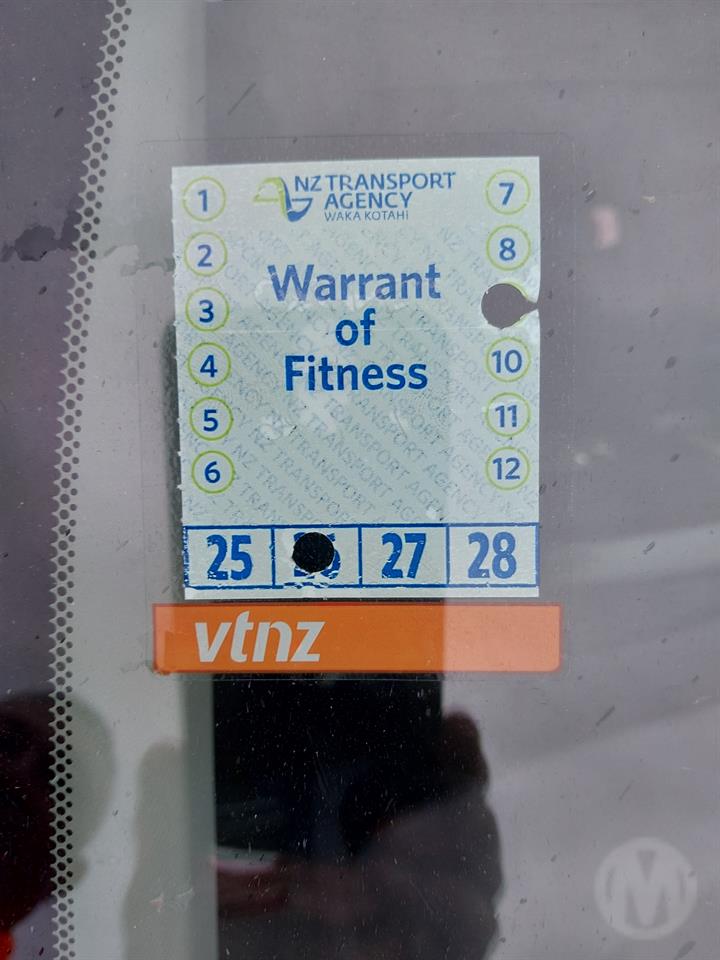 NZ TRANSPORT
AGENCY
WAKA KOTAHI
Warrant
of
Fitness
1
2
3
4
5
6
7
8
10
11
12
25
27
28
vtnz
M